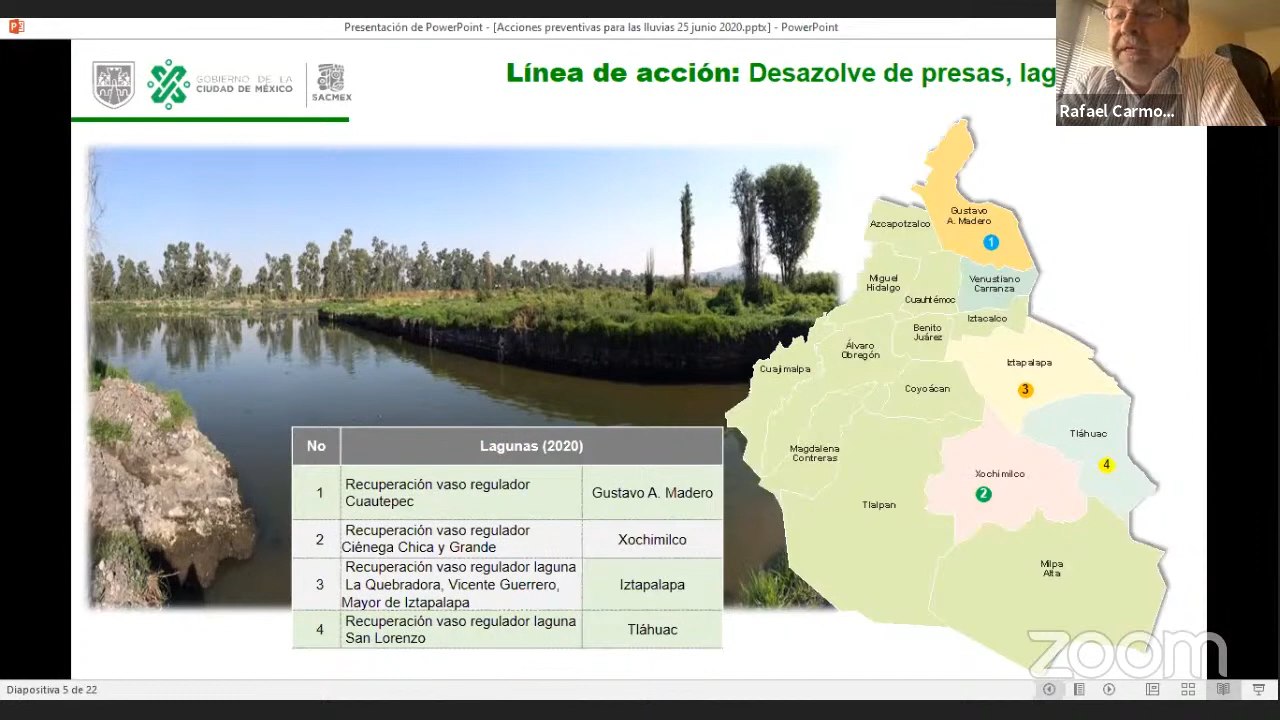 Presentación de PowerPoint - [Acciones preventivas para las lluvias 25 junio 2020.pptx] - PowerPoint
Rafael Carmo...
GOBIERNO DE LA
CIUDAD DE MÉXICO
SACMEX
Línea de acción: Desazolve de presas, lag
Gustavo
A. Madero
1
Azcapotzalco
Miguel
Hidalgo
Cuauhtémoc
Venustiano
Carranza
Iztacalco
Benito
Juárez
Álvaro
Obregón
Cuajimalpa
Iztapalapa
3
Coyoácan
Tláhuac
4
Magdalena
Contreras
Xochimilco
2
Tlalpan
Milpa
Alta
No Lagunas (2020)
1 Recuperación vaso regulador
Cuautepec Gustavo A. Madero
2 Recuperación vaso regulador
Ciénega Chica y Grande Xochimilco
3 Recuperación vaso regulador laguna
La Quebradora, Vicente Guerrero,
Mayor de Iztapalapa Iztapalapa
4 Recuperación vaso regulador laguna
San Lorenzo Tláhuac
zoom
Diapositiva 5 de 22